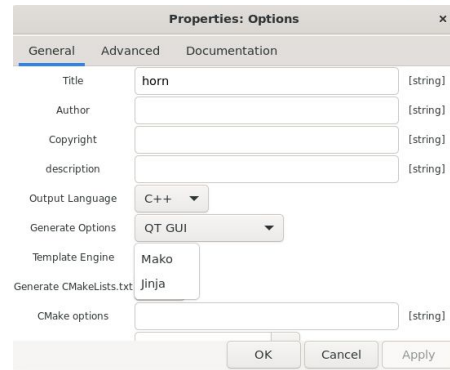 Properties: Options ×
General Advanced Documentation
Title horn [string]
Author [string]
Copyright [string]
description [string]
Output Language C++
Generate Options QT GUI
Template Engine Mako
Generate CMakeLists.txt Jinja
CMake options [string]
OK Cancel Apply